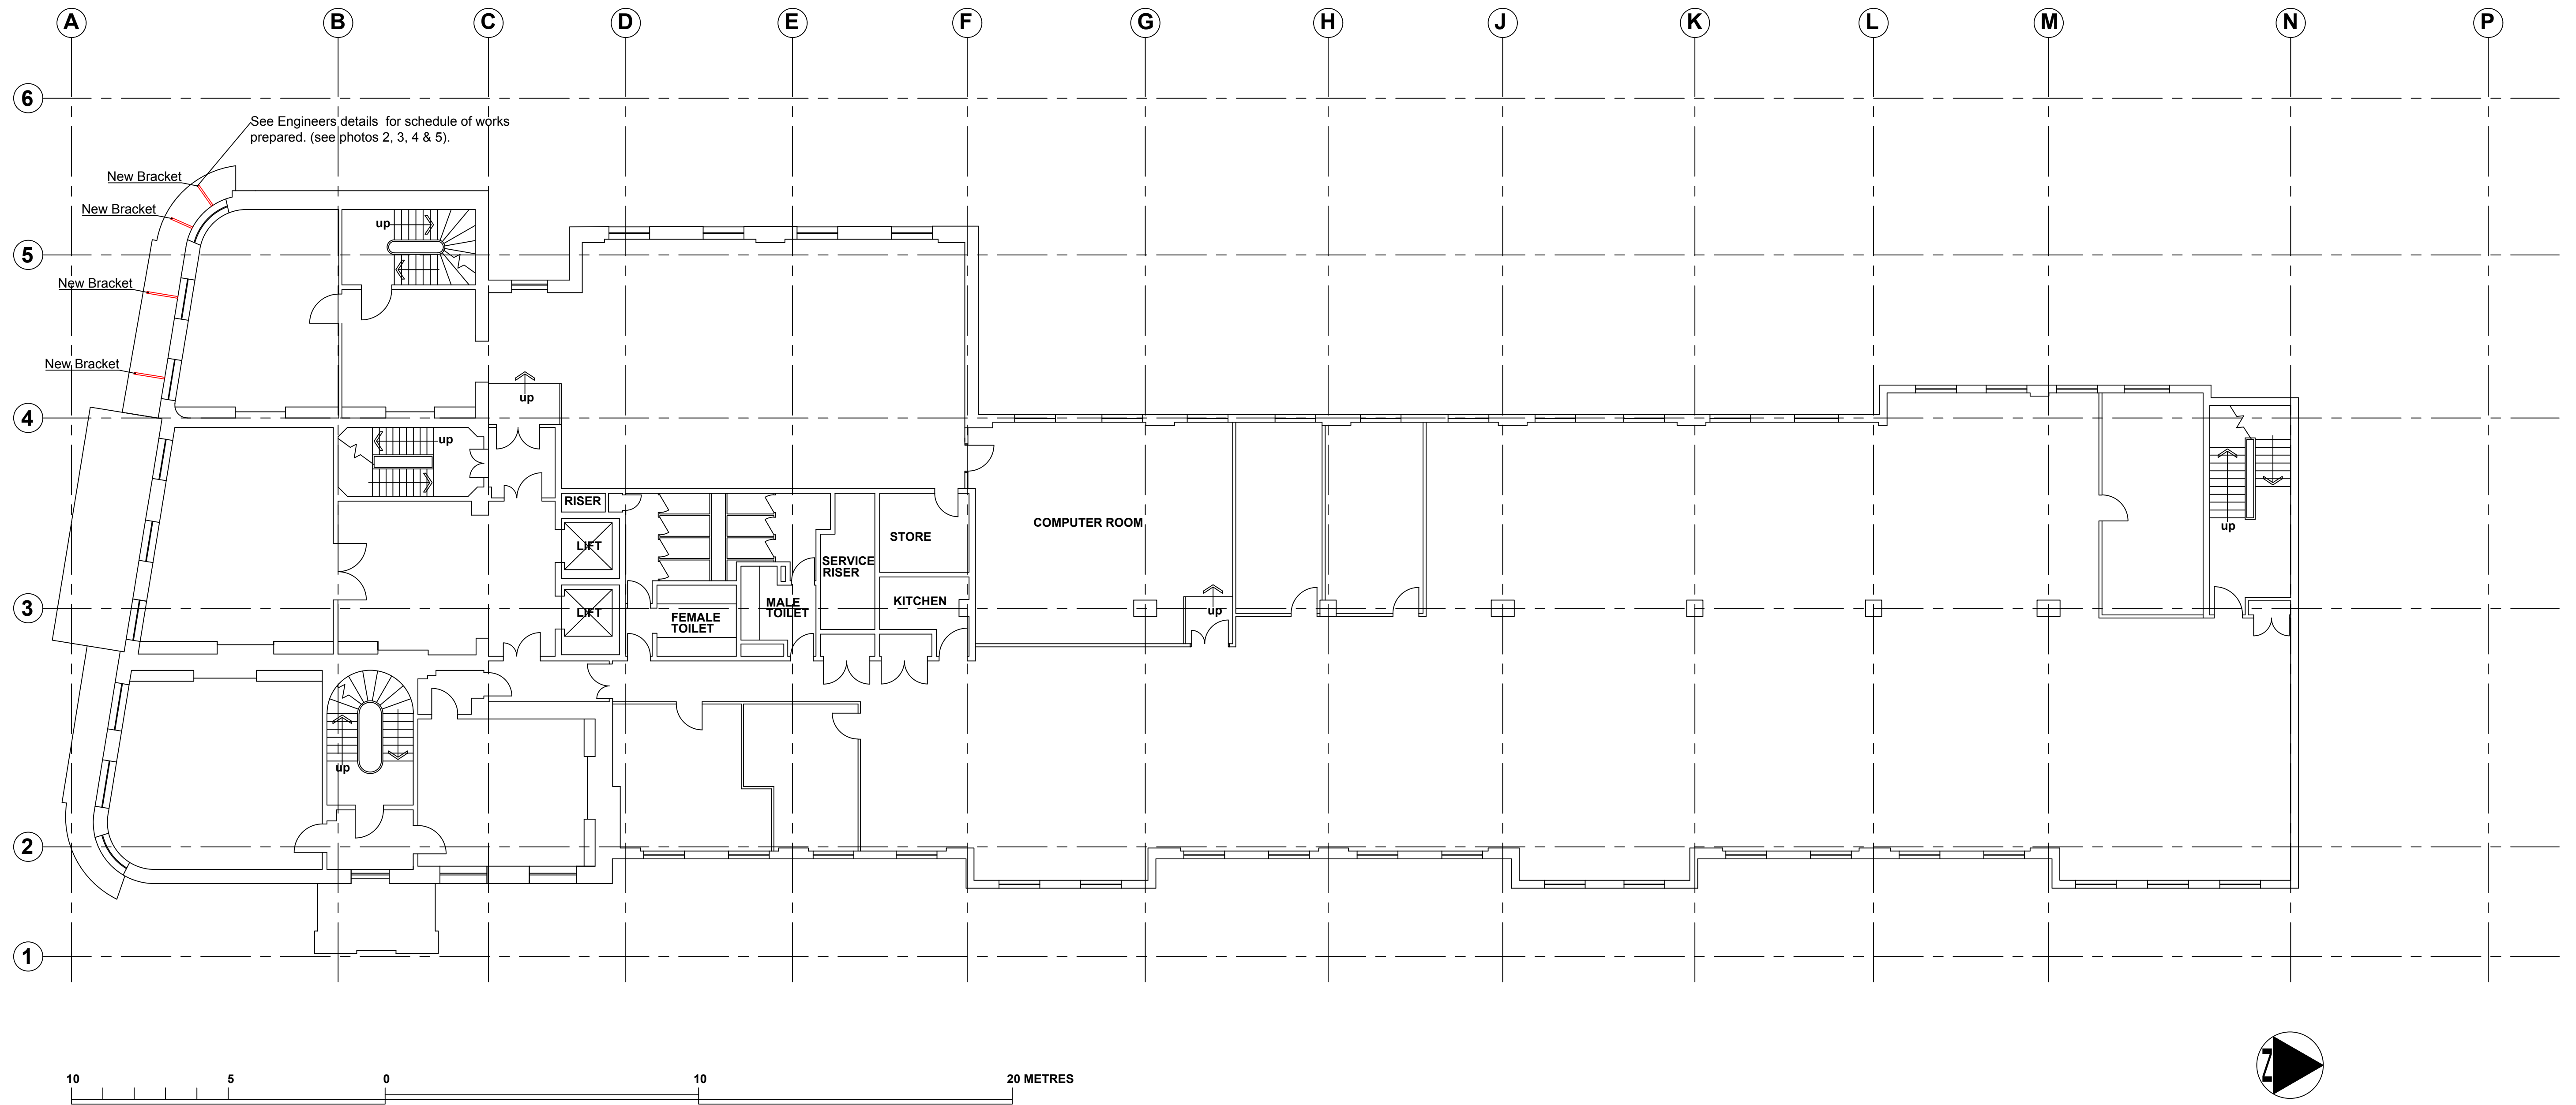 A B C D E F G H J K L M N P
6
See Engineers details for schedule of works
prepared. (see photos 2, 3, 4 & 5).
New Bracket
New Bracket
up
5
New Bracket
New Bracket
up
4
up
RISER
COMPUTER ROOM
up
LIFT
STORE
SERVICE
RISER
3
LIFT
MALE
TOILET
KITCHEN
up
FEMALE
TOILET
up
2
1
10 5 0 10 20 METRES
N